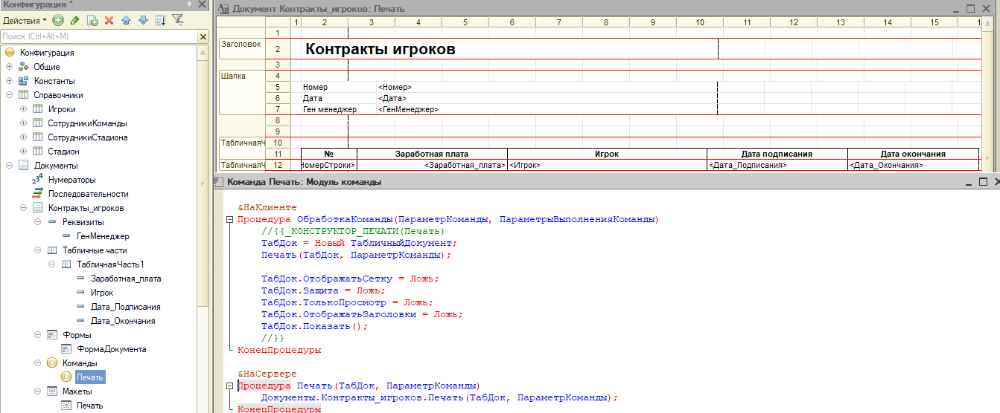 Конфигурация *
Действия
Поиск (Ctrl+Alt+M)
Конфигурация
Общие
Константы
Справочники
Игроки
СотрудникиКоманды
СотрудникиСтадиона
Стадион
Документы
Нумераторы
Последовательности
Контракты_игроков
Реквизиты
ГенМенеджер
Табличные части
ТабличнаяЧасть1
Заработная_плата
Игрок
Дата_Подписания
Дата_Окончания
Формы
ФормаДокумента
Команды
Печать
Макеты
Печать
Документ Контракты_игроков: Печать
1 2 3 4 5 6 7 8 9 10 11 12 13 14 15 1
1
Заголовок 2 Контракты игроков
3
Шапка 4
5 Номер <Номер>
6 Дата <Дата>
7 Ген менеджер <ГенМенеджер>
8
9
ТабличнаяЧ 10
11 № Заработная плата Игрок Дата подписания Дата окончания
ТабличнаяЧ 12 НомерСтроки> <Заработная_плата> <Игрок> <Дата_Подписания> <Дата_Окончания>
Команда Печать: Модуль команды
&НаКлиенте
Процедура ОбработкаКоманды(ПараметрКоманды, ПараметрыВыполненияКоманды)
//{{_КОНСТРУКТОР_ПЕЧАТИ(Печать)
ТабДок = Новый ТабличныйДокумент;
Печать(ТабДок, ПараметрКоманды);
ТабДок.ОтображатьСетку = Ложь;
ТабДок.Защита = Ложь;
ТабДок.ТолькоПросмотр = Ложь;
ТабДок.ОтображатьЗаголовки = Ложь;
ТабДок.Показать();
//}}
КонецПроцедуры
&НаСервере
Процедура Печать(ТабДок, ПараметрКоманды)
Документы.Контракты_игроков.Печать(ТабДок, ПараметрКоманды);
КонецПроцедуры